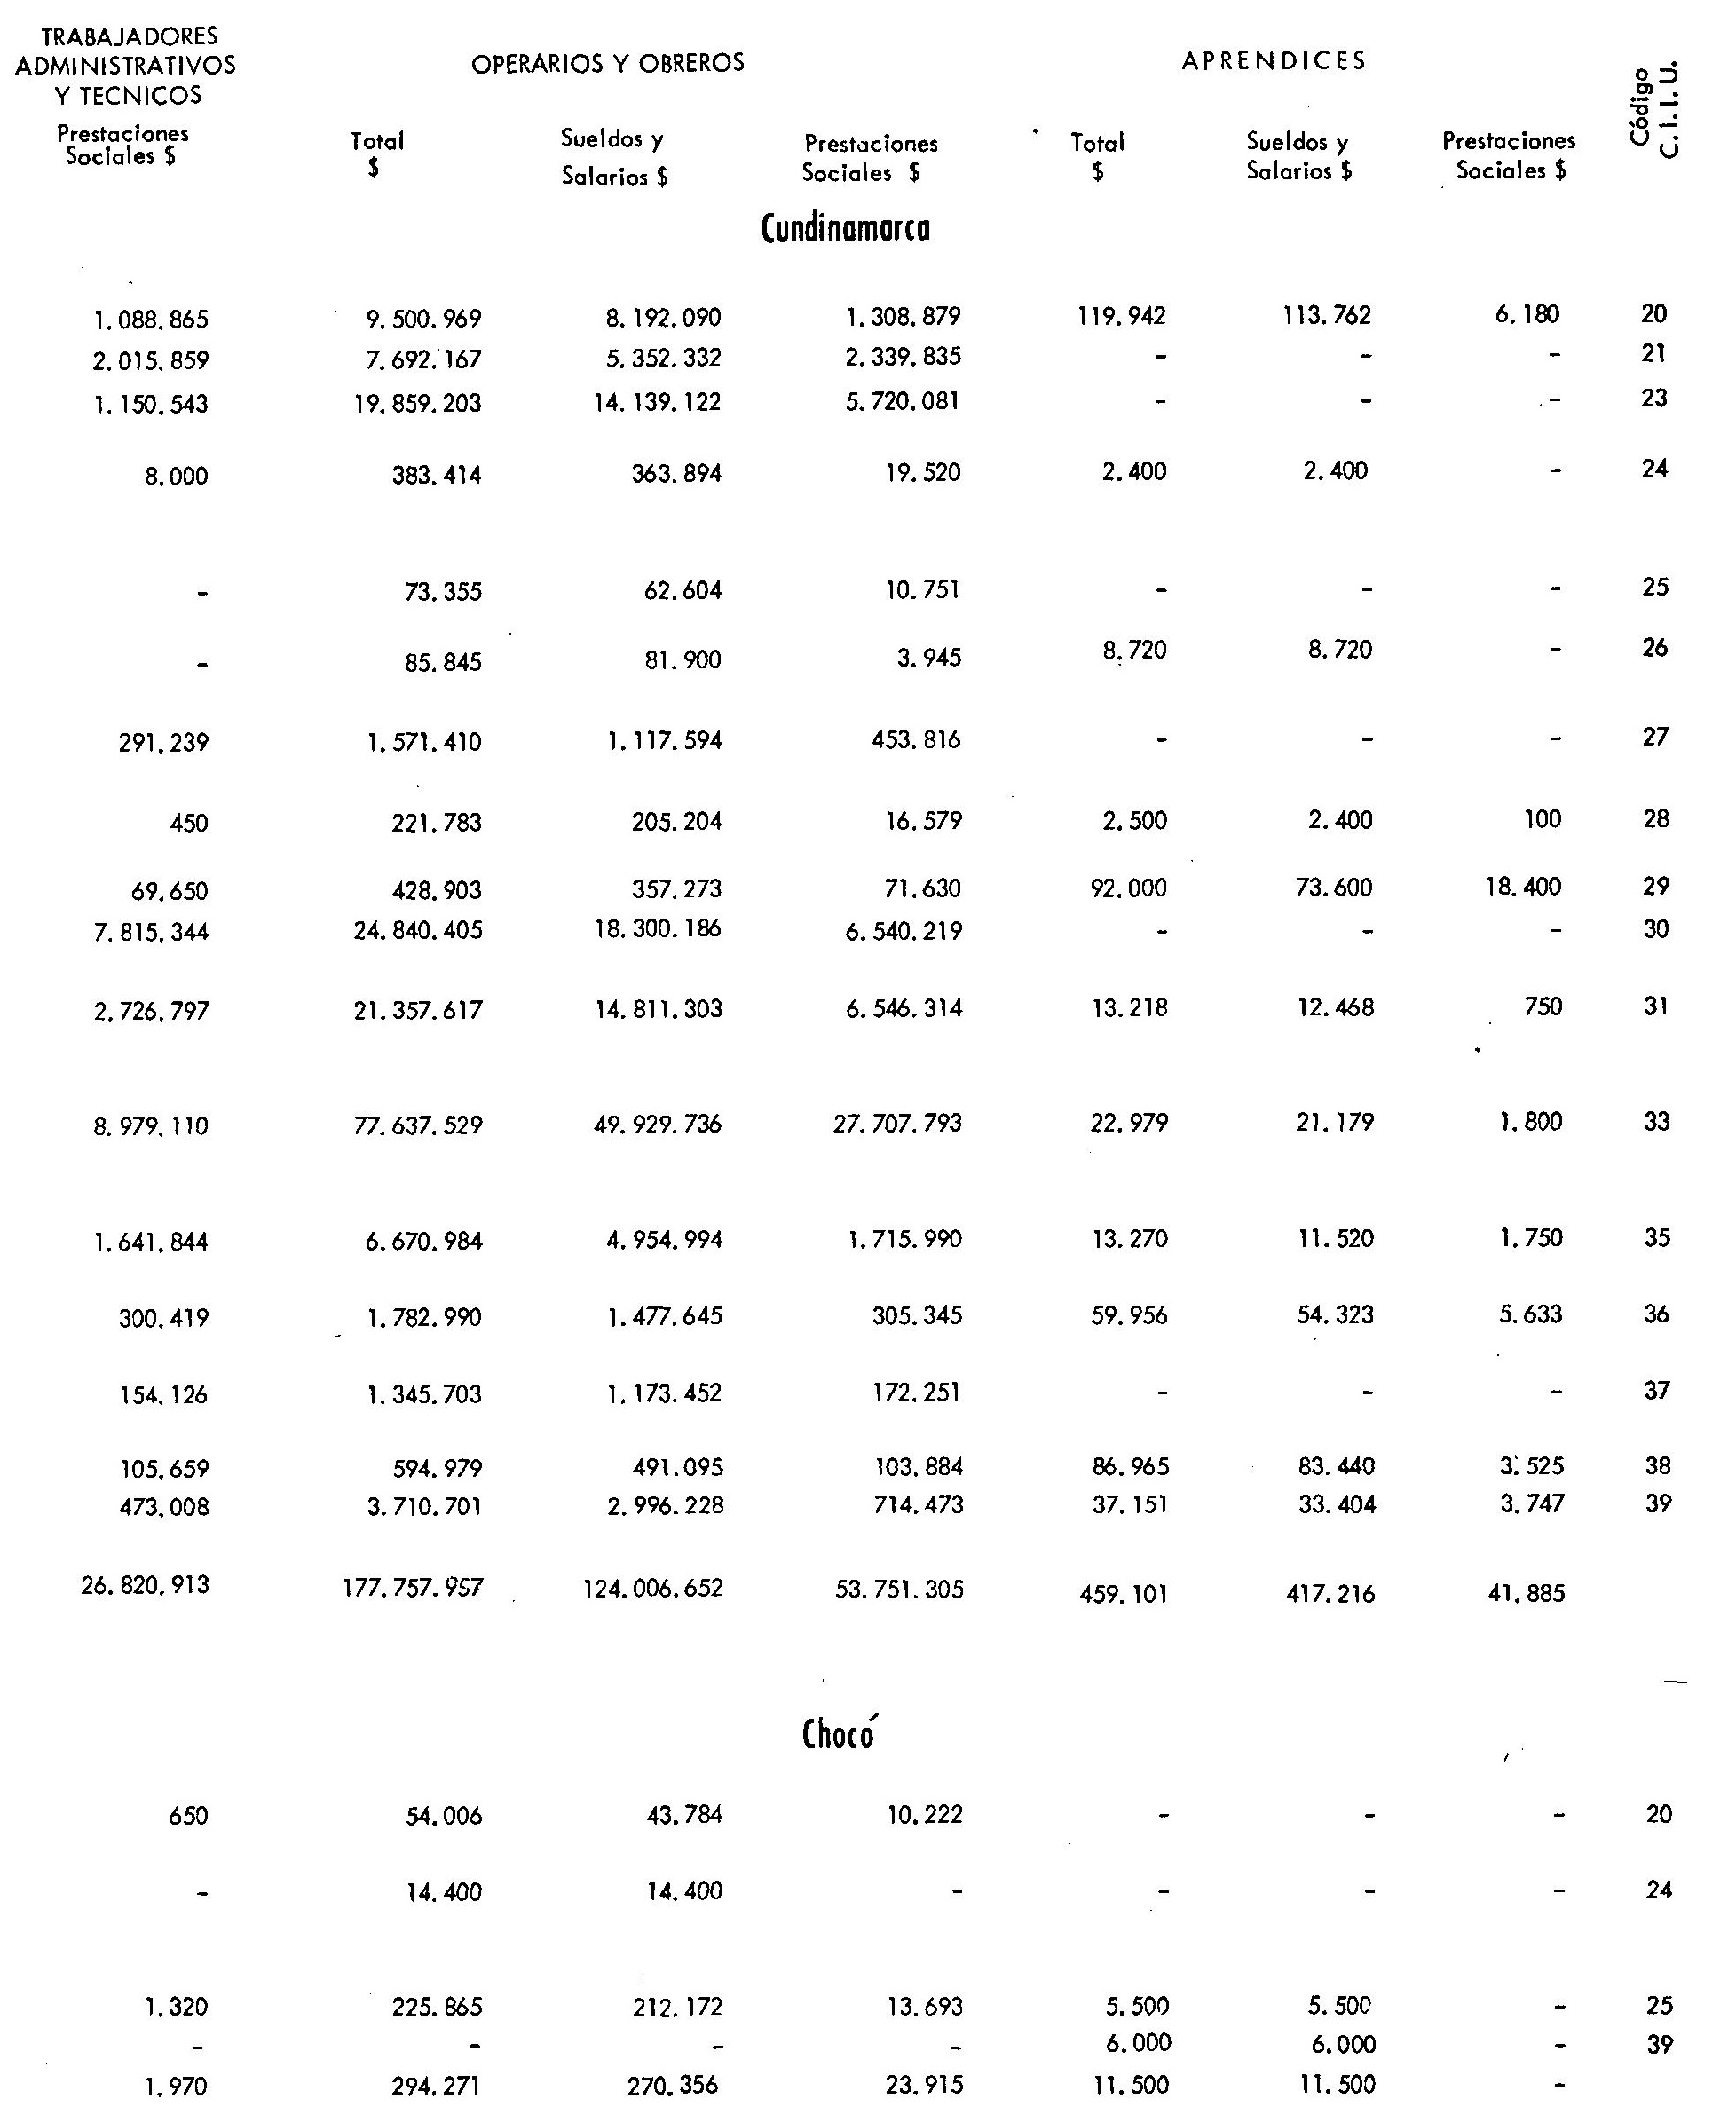 TRABAJADORES
ADMINISTRATIVOS
Y TECNICOS
OPERARIOS Y OBREROS
APRENDICES
Código
C.I.I.U.
Prestaciones
Sociales $
Total
$
Sueldos y
Salarios $
Prestaciones
Sociales $
Total
$
Sueldos y
Salarios $
Prestaciones
Sociales $
Cundinamarca
1.088.865 9.500.969 8.192.090 1.308.879 119.942 113.762 6.180 20
2.015.859 7.692.167 5.352.332 2.339.835 - - - 21
1.150.543 19.859.203 14.139.122 5.720.081 - - - 23
8.000 383.414 363.894 19.520 2.400 2.400 - 24
- 73.355 62.604 10.751 - - - 25
- 85.845 81.900 3.945 8.720 8.720 - 26
291.239 1.571.410 1.117.594 453.816 - - - 27
450 221.783 205.204 16.579 2.500 2.400 100 28
69.650 428.903 357.273 71.630 92.000 73.600 18.400 29
7.815.344 24.840.405 18.300.186 6.540.219 - - - 30
2.726.797 21.357.617 14.811.303 6.546.314 13.218 12.468 750 31
8.979.110 77.637.529 49.929.736 27.707.793 22.979 21.179 1.800 33
1.641.844 6.670.984 4.954.994 1.715.990 13.270 11.520 1.750 35
300.419 1.782.990 1.477.645 305.345 59.956 54.323 5.633 36
154.126 1.345.703 1.173.452 172.251 - - - 37
105.659 594.979 491.095 103.884 86.965 83.440 3.525 38
473.008 3.710.701 2.996.228 714.473 37.151 33.404 3.747 39
26.820.913 177.757.957 124.006.652 53.751.305 459.101 417.216 41.885
Chocó
650 54.006 43.784 10.222 - - - 20
- 14.400 14.400 - - - - 24
1.320 225.865 212.172 13.693 5.500 5.500 - 25
- - - - 6.000 6.000 - 39
1.970 294.271 270.356 23.915 11.500 11.500 -